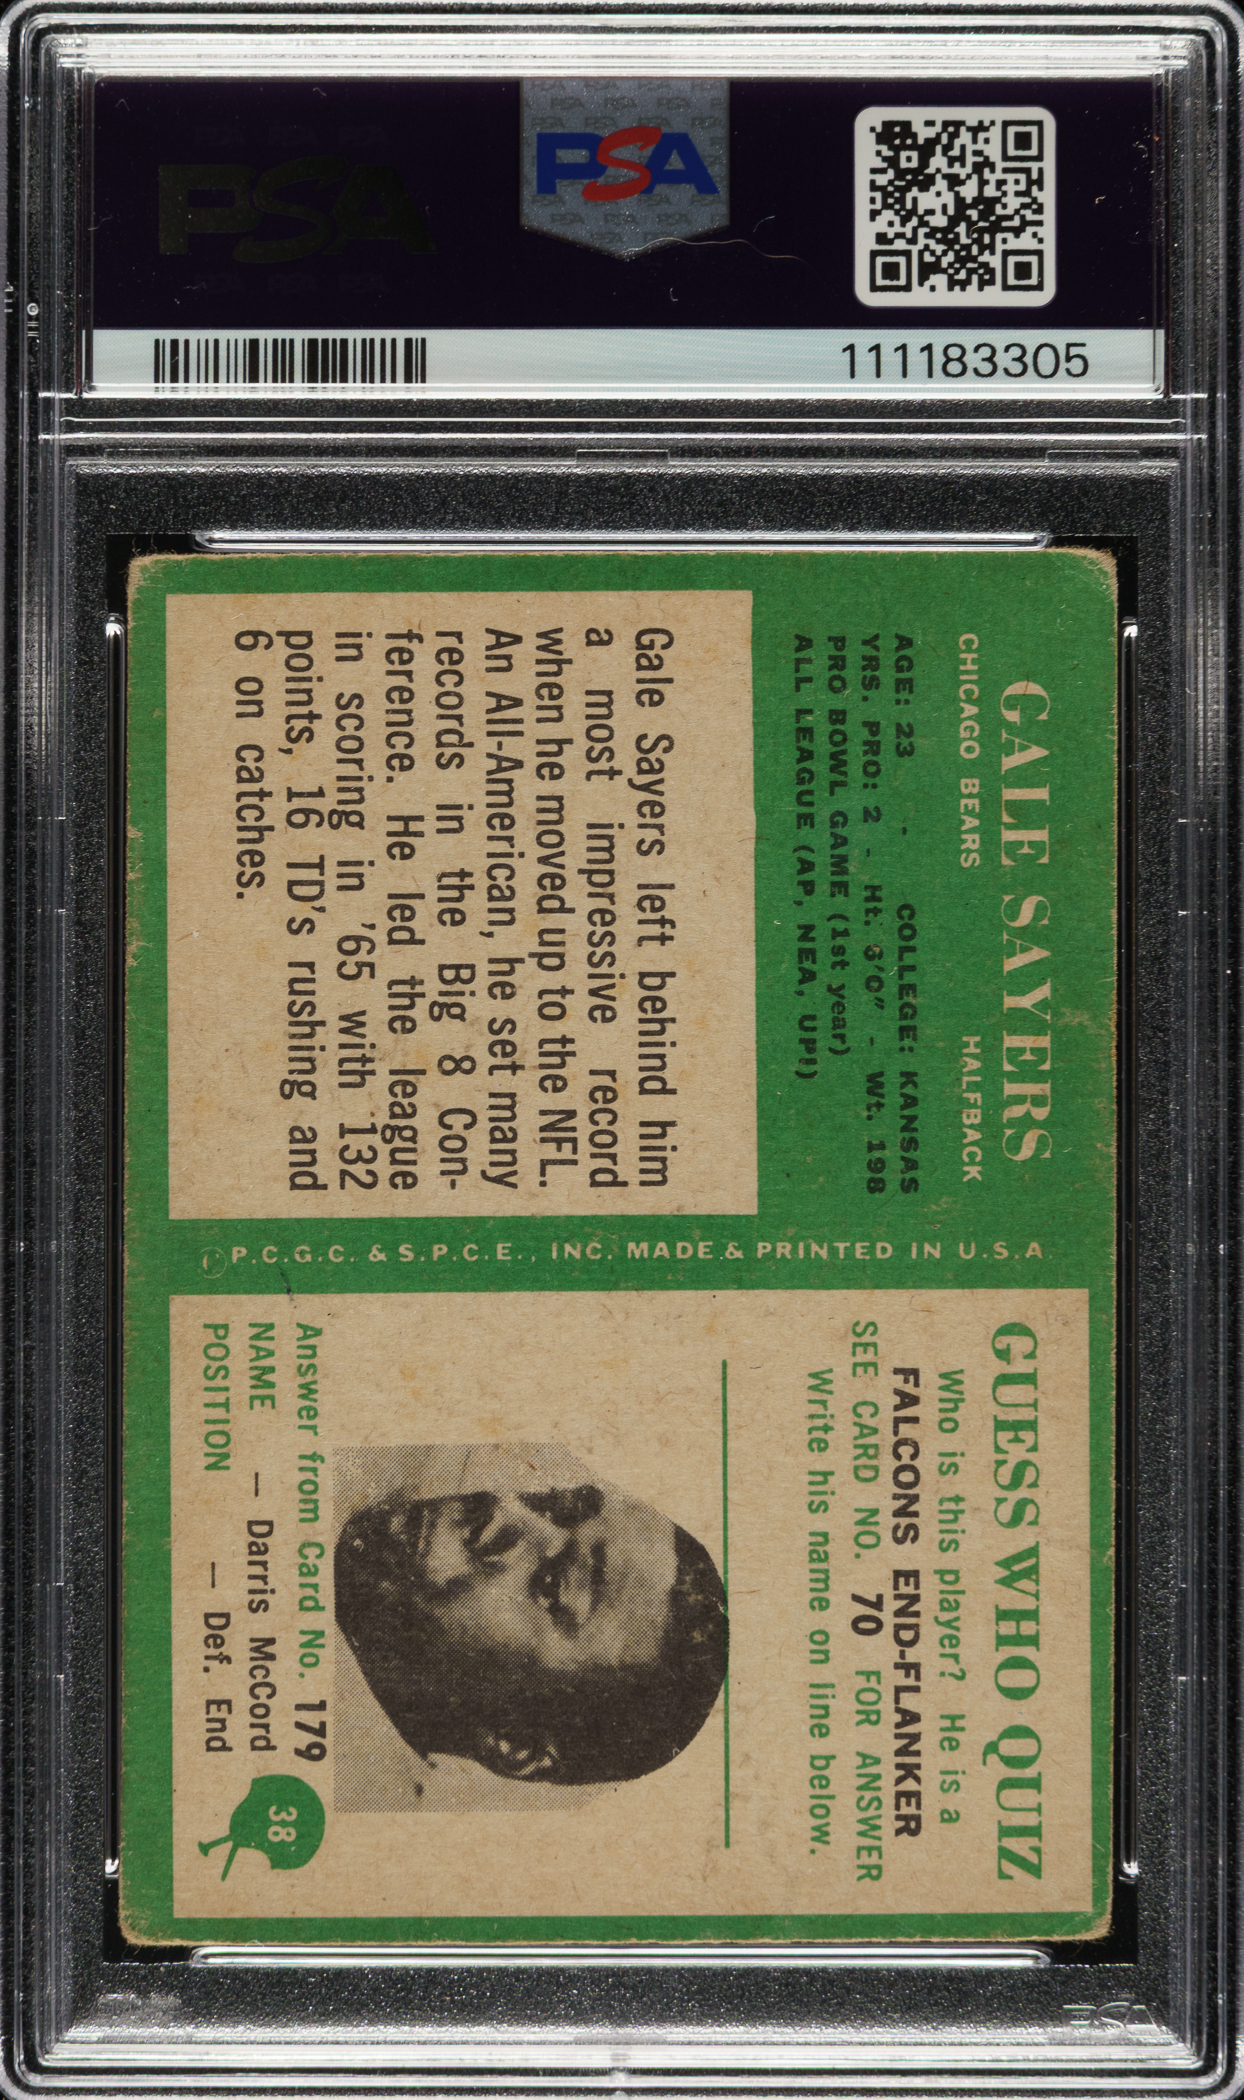 PSA
PSA
111183305
GALE SAYERS
CHICAGO BEARS HALFBACK
AGE: 23 - COLLEGE: KANSAS
YRS. PRO: 2 - Ht. 6'0" - Wt. 198
PRO BOWL GAME (1st year)
ALL LEAGUE (AP, NEA, UPI)
Gale Sayers left behind him
a most impressive record
when he moved up to the NFL.
An All-American, he set many
records in the Big 8 Con-
ference. He led the league
in scoring in '65 with 132
points, 16 TD's rushing and
6 on catches.
©P.C.G.C. & S.P.C.E., INC. MADE & PRINTED IN U.S.A.
GUESS WHO QUIZ
Who is this player? He is a
FALCONS END-FLANKER
SEE CARD NO. 70 FOR ANSWER
Write his name on line below.
Answer from Card No. 179
NAME — Darris McCord
POSITION — Def. End
38
PSA